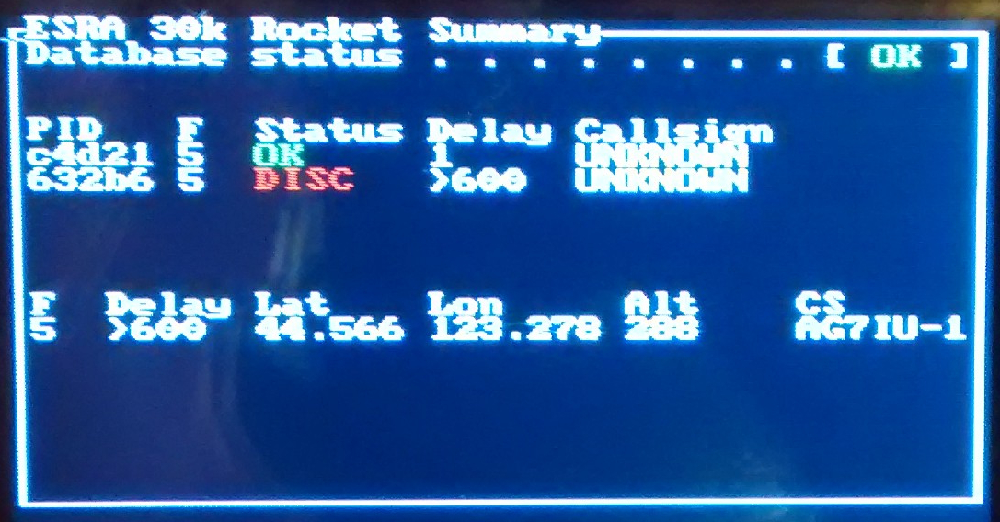 ESRA 30k Rocket Summary
Database status . . . . . . . . [ OK ]
PID F Status Delay Callsign
c4d21 5 OK 1 UNKNOWN
632b6 5 DISC >600 UNKNOWN
F Delay Lat Lon Alt CS
5 >600 44.566 123.278 288 AG7IU-1